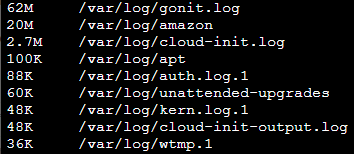 62M /var/log/gonit.log
20M /var/log/amazon
2.7M /var/log/cloud-init.log
100K /var/log/apt
88K /var/log/auth.log.1
60K /var/log/unattended-upgrades
48K /var/log/kern.log.1
48K /var/log/cloud-init-output.log
36K /var/log/wtmp.1